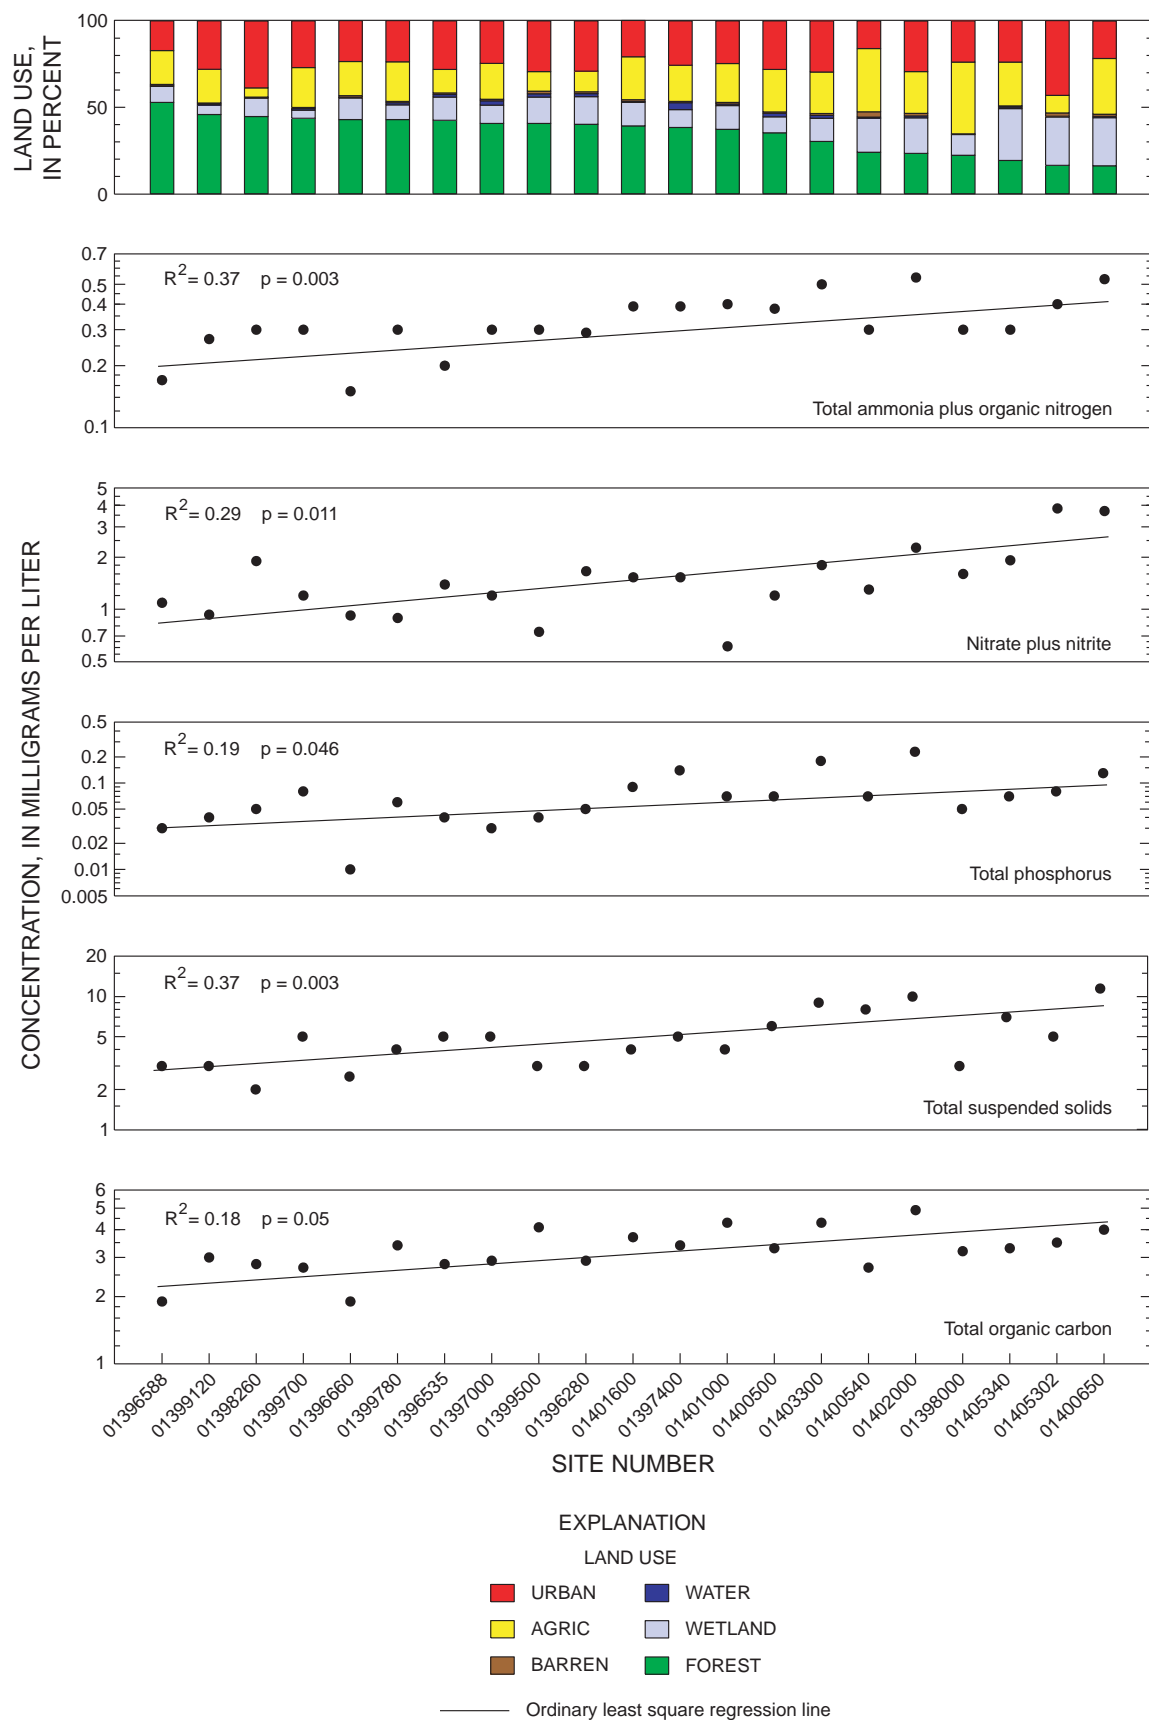 LAND USE,
IN PERCENT
100
50
0
CONCENTRATION, IN MILLIGRAMS PER LITER
0.7
0.5
0.4
0.3
0.2
0.1
R2= 0.37 p = 0.003
Total ammonia plus organic nitrogen
5
4
3
2
1
0.7
0.5
R2= 0.29 p = 0.011
Nitrate plus nitrite
0.5
0.2
0.1
0.05
0.02
0.01
0.005
R2= 0.19 p = 0.046
Total phosphorus
20
10
5
2
1
R2= 0.37 p = 0.003
Total suspended solids
6
5
4
3
2
1
R2= 0.18 p = 0.05
Total organic carbon
01396588
01399120
01398260
01399700
01396660
01399780
01396535
01397000
01399500
01396280
01401600
01397400
01401000
01400500
01403300
01400540
01402000
01398000
01405340
01405302
01400650
SITE NUMBER
EXPLANATION
LAND USE
URBAN WATER
AGRIC WETLAND
BARREN FOREST
Ordinary least square regression line